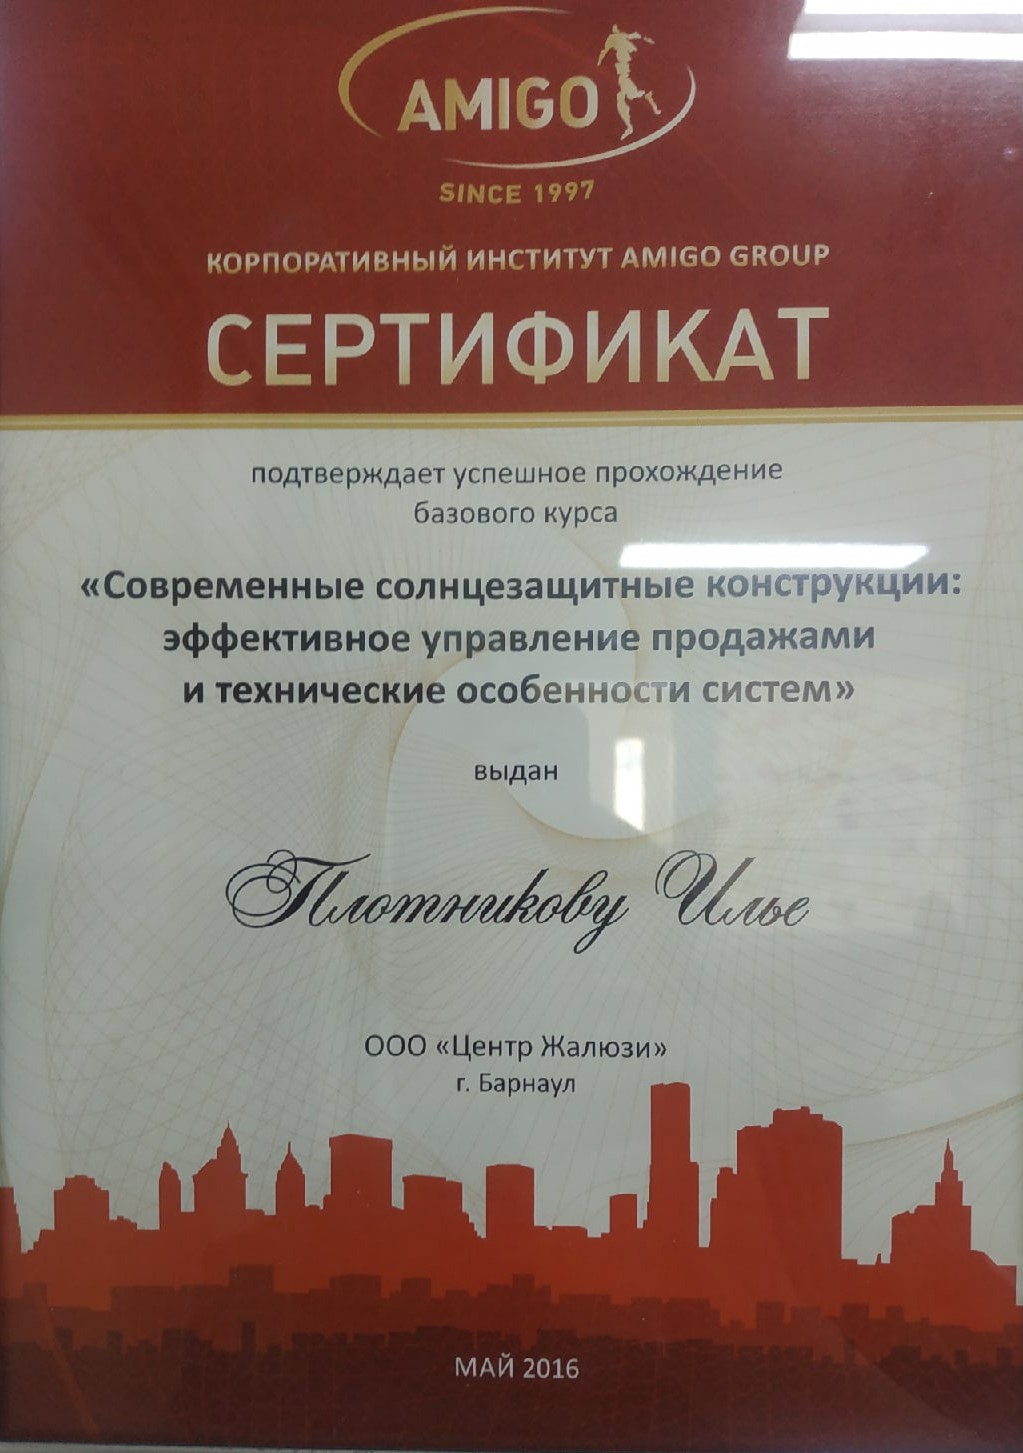 AMIGO
SINCE 1997
КОРПОРАТИВНЫЙ ИНСТИТУТ AMIGO GROUP
СЕРТИФИКАТ
подтверждает успешное прохождение
базового курса
«Современные солнцезащитные конструкции:
эффективное управление продажами
и технические особенности систем»
выдан
Плотникову Илье
ООО «Центр Жалюзи»
г. Барнаул
МАЙ 2016